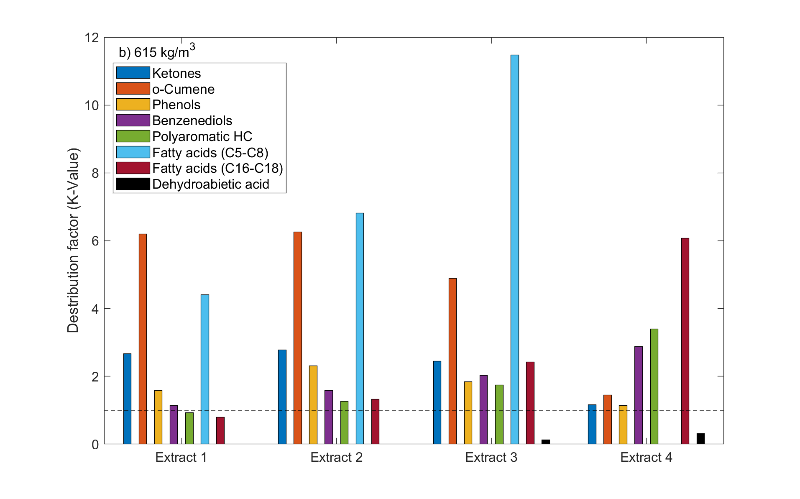 b) 615 kg/m³
Ketones
o-Cumene
Phenols
Benzenediols
Polyaromatic HC
Fatty acids (C5-C8)
Fatty acids (C16-C18)
Dehydroabietic acid
Destribution factor (K-Value)
12
10
8
6
4
2
0
Extract 1 Extract 2 Extract 3 Extract 4